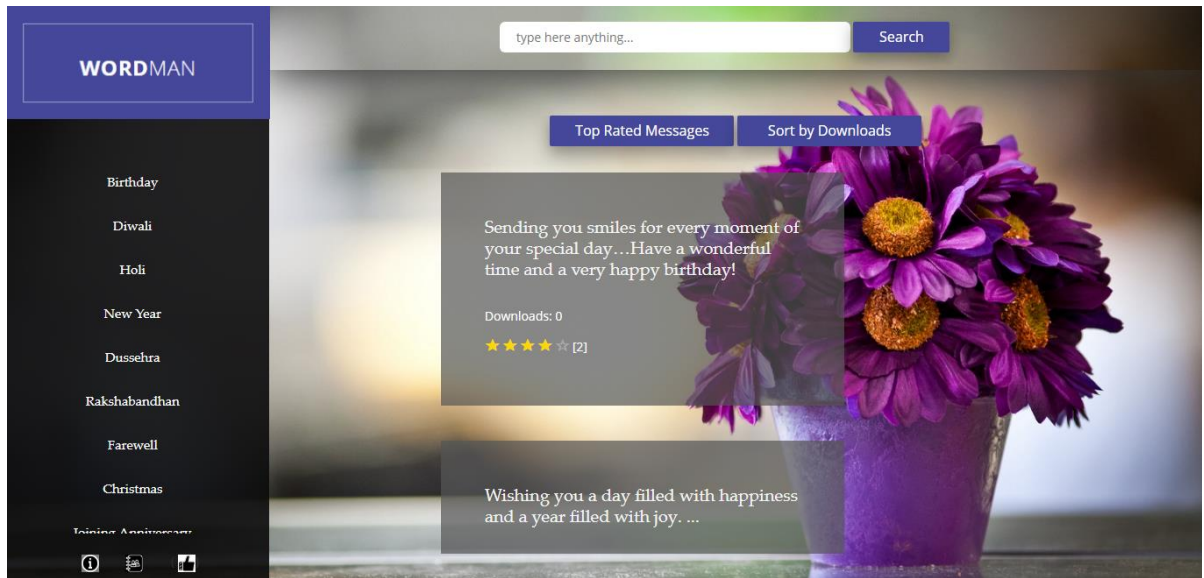 WORDMAN
type here anything...
Search
Birthday
Diwali
Holi
New Year
Dussehra
Rakshabandhan
Farewell
Christmas
Joining Anniversary
Top Rated Messages
Sort by Downloads
Sending you smiles for every moment of
your special day…Have a wonderful
time and a very happy birthday!
Downloads: 0
[2]
Wishing you a day filled with happiness
and a year filled with joy. ...